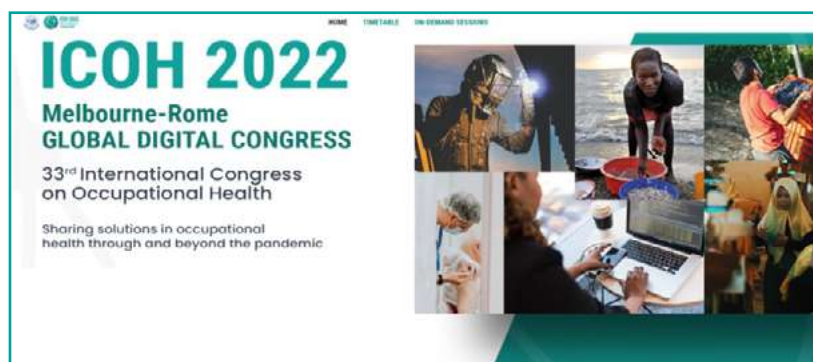 HOME TIMETABLE ON-DEMAND SESSIONS
ICOH 2022
Melbourne-Rome
GLOBAL DIGITAL CONGRESS
33rd International Congress
on Occupational Health
Sharing solutions in occupational
health through and beyond the pandemic